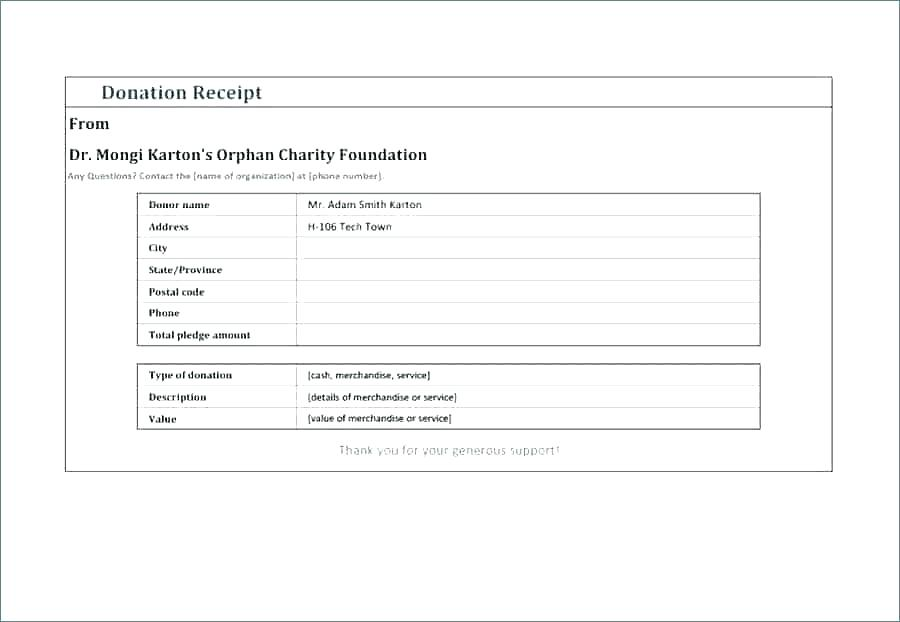 Donation Receipt
From
Dr. Mongi Karton's Orphan Charity Foundation
Any Questions? Contact the [name of organization] at [phone number].
Donor name Mr. Adam Smith Karton
Address H-106 Tech Town
City
State/Province
Postal code
Phone
Total pledge amount
Type of donation [cash, merchandise, service]
Description [details of merchandise or service]
Value [value of merchandise or service]
Thank you for your generous support!